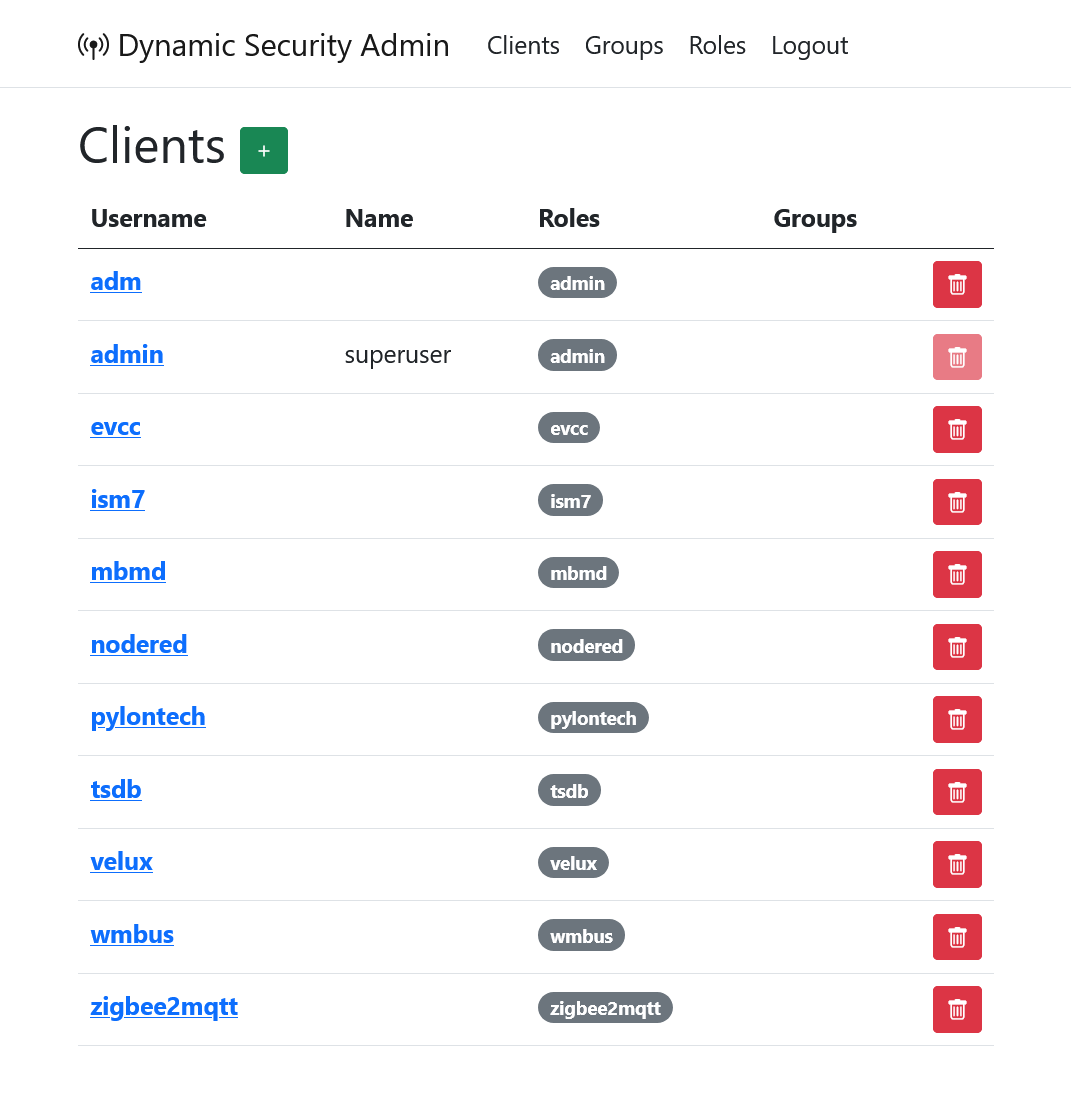 Dynamic Security Admin Clients Groups Roles Logout
Clients +
Username Name Roles Groups
adm admin
admin superuser admin
evcc evcc
ism7 ism7
mbmd mbmd
nodered nodered
pylontech pylontech
tsdb tsdb
velux velux
wmbus wmbus
zigbee2mqtt zigbee2mqtt